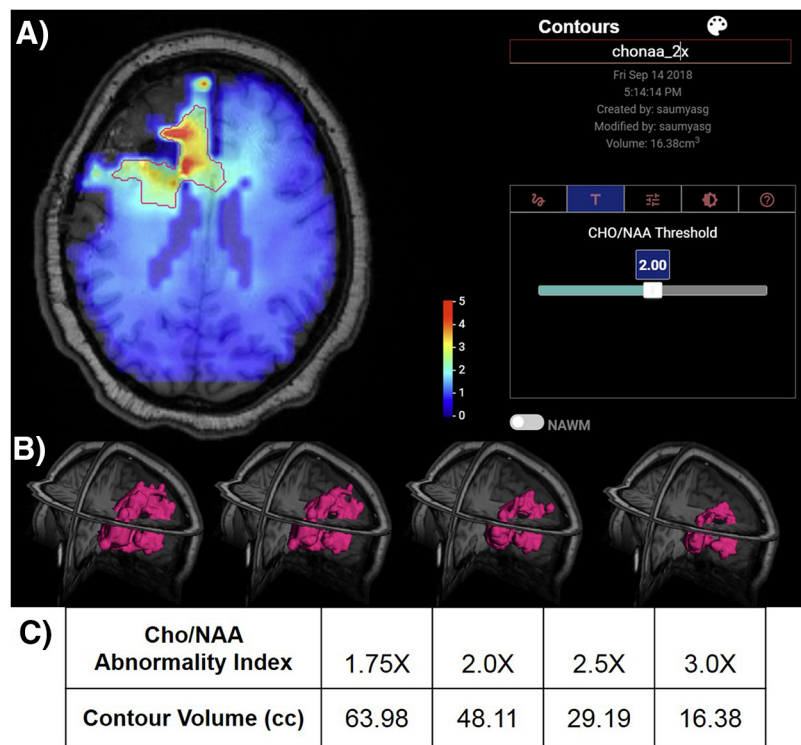 A)
Contours
chonaa_2x
Fri Sep 14 2018
5:14:14 PM
Created by: saumyasg
Modified by: saumyasg
Volume: 16.38cm³
T
CHO/NAA Threshold
2.00
5
4
3
2
1
0
NAWM
B)
C)
Cho/NAA
Abnormality Index 1.75X 2.0X 2.5X 3.0X
Contour Volume (cc) 63.98 48.11 29.19 16.38